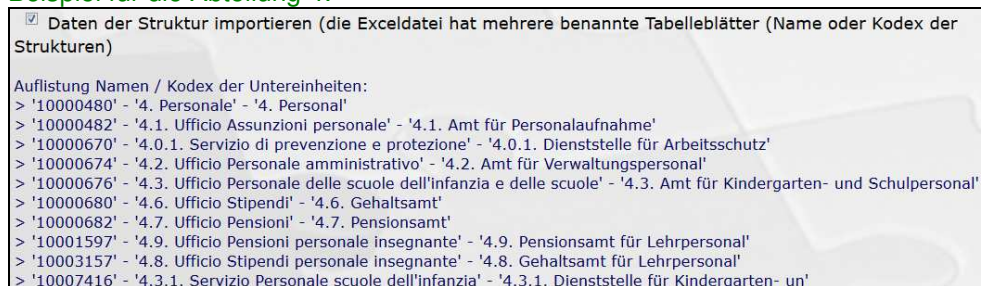 Daten der Struktur importieren (die Exceldatei hat mehrere benannte Tabelleblätter (Name oder Kodex der
Strukturen)
Auflistung Namen / Kodex der Untereinheiten:
> '10000480' - '4. Personale' - '4. Personal'
> '10000482' - '4.1. Ufficio Assunzioni personale' - '4.1. Amt für Personalaufnahme'
> '10000670' - '4.0.1. Servizio di prevenzione e protezione' - '4.0.1. Dienststelle für Arbeitsschutz'
> '10000674' - '4.2. Ufficio Personale amministrativo' - '4.2. Amt für Verwaltungspersonal'
> '10000676' - '4.3. Ufficio Personale delle scuole dell'infanzia e delle scuole' - '4.3. Amt für Kindergarten- und Schulpersonal'
> '10000680' - '4.6. Ufficio Stipendi' - '4.6. Gehaltsamt'
> '10000682' - '4.7. Ufficio Pensioni' - '4.7. Pensionsamt'
> '10001597' - '4.9. Ufficio Pensioni personale insegnante' - '4.9. Pensionsamt für Lehrpersonal'
> '10003157' - '4.8. Ufficio Stipendi personale insegnante' - '4.8. Gehaltsamt für Lehrpersonal'
> '10007416' - '4.3.1. Servizio Personale scuole dell'infanzia' - '4.3.1. Dienststelle für Kindergarten- un'